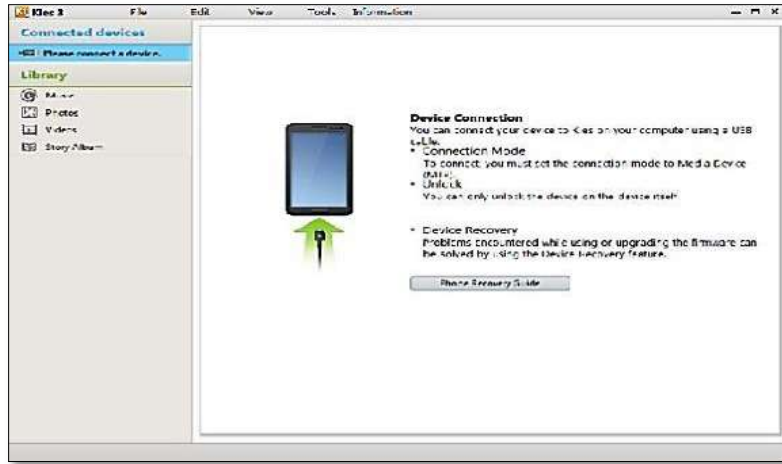 Kies 3 File Edit View Tools Information
Connected devices
Please connect a device.
Library
Music
Photos
Videos
Story Album
Device Connection
You can connect your device to Kies on your computer using a USB
cable.
• Connection Mode
To connect, you must set the connection mode to Media Device
(MTP).
• Unlock
You can only unlock the device on the device itself
• Device Recovery
Problems encountered while using or upgrading the firmware can
be solved by using the Device Recovery feature.
Phone Recovery Guide